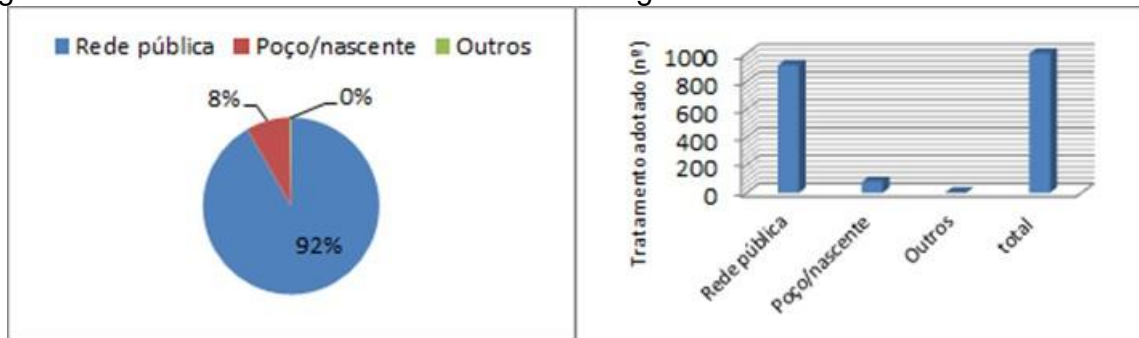 Rede pública Poço/nascente Outros
8%
0%
92%
Tratamento adotado (nº)
1000
800
600
400
200
0
Rede pública
Poço/nascente
Outros
total